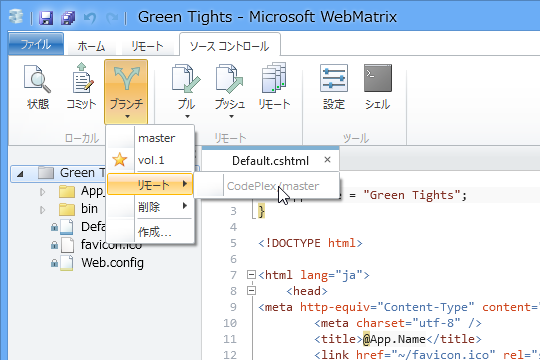 Green Tights - Microsoft WebMatrix
ファイル ホーム リモート ソース コントロール
状態 コミット ブランチ プル プッシュ リモート 設定 シェル
ローカル リモート ツール
master
vol.1
リモート
削除
作成...
CodePlex/master
Green
App_
bin
favicon.ico
Web.config
Default.cshtml ×
= "Green Tights";
3 }
4
5 <!DOCTYPE html>
6
7 <html lang="ja">
8 <head>
9 <meta http-equiv="Content-Type" content=
10 <meta charset="utf-8" />
11 <title>@App.Name</title>
12 <link href="~/favicon.ico" rel=